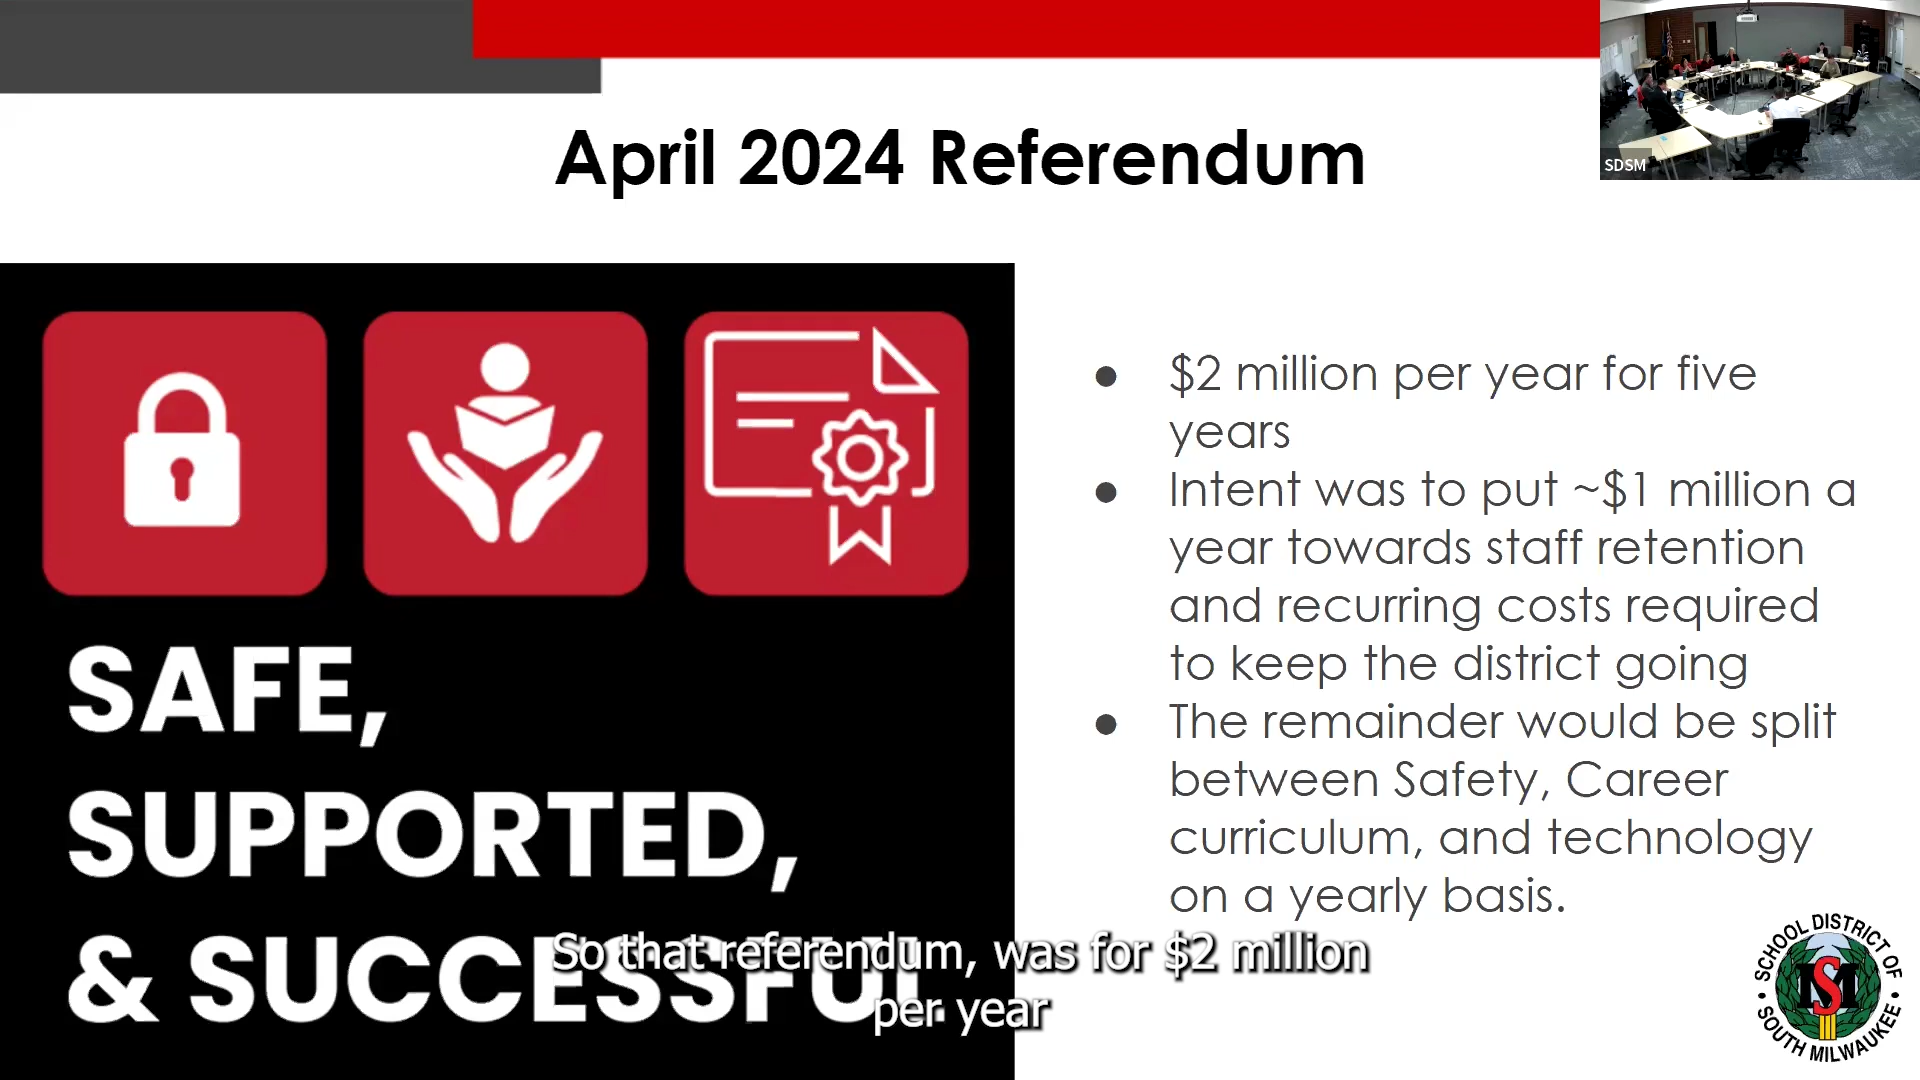 SDSM
April 2024 Referendum
SAFE,
SUPPORTED,
& SUCCESSFUL.
● $2 million per year for five
years
● Intent was to put ~$1 million a
year towards staff retention
and recurring costs required
to keep the district going
● The remainder would be split
between Safety, Career
curriculum, and technology
on a yearly basis.
So that referendum, was for $2 million
per year
SCHOOL DISTRICT OF
SM
• SOUTH MILWAUKEE •